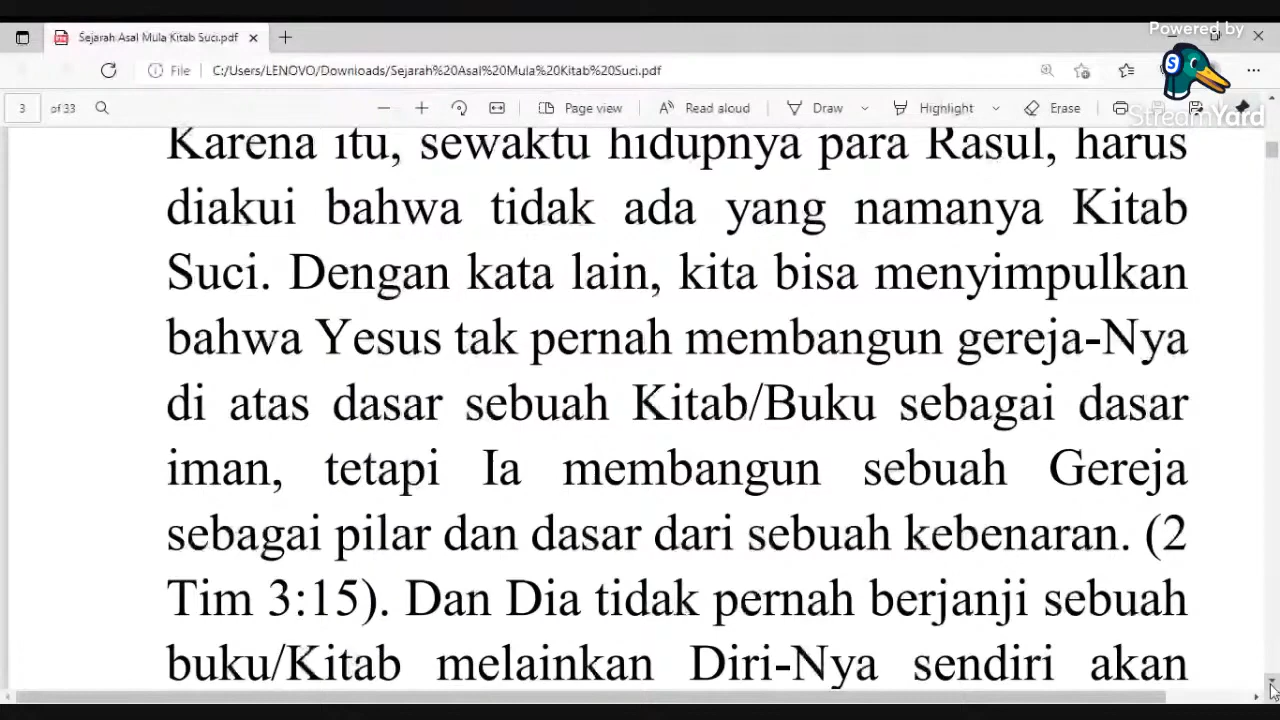 Powered by
Sejarah Asal Mula Kitab Suci.pdf
File
C:/Users/LENOVO/Downloads/Sejarah%20Asal%20Mula%20Kitab%20Suci.pdf
S
3 of 33
Page view
Read aloud
Draw
Highlight
Erase
StreamYard
Karena itu, sewaktu hidupnya para Rasul, harus
diakui bahwa tidak ada yang namanya Kitab
Suci. Dengan kata lain, kita bisa menyimpulkan
bahwa Yesus tak pernah membangun gereja-Nya
di atas dasar sebuah Kitab/Buku sebagai dasar
iman, tetapi Ia membangun sebuah Gereja
sebagai pilar dan dasar dari sebuah kebenaran. (2
Tim 3:15). Dan Dia tidak pernah berjanji sebuah
buku/Kitab melainkan Diri-Nya sendiri akan